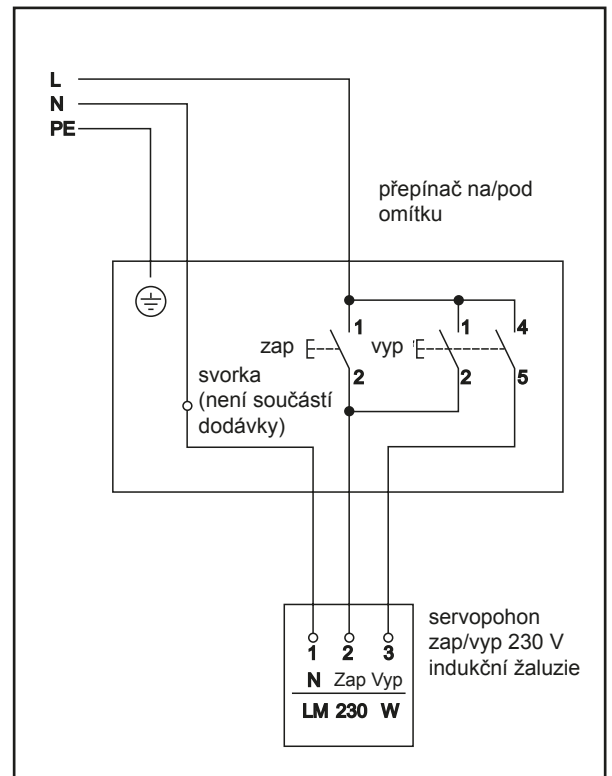 L
N
PE
přepínač na/pod
omítku
1
1
4
zap
vyp
2
2
5
svorka
(není součástí
dodávky)
servopohon
zap/vyp 230 V
indukční žaluzie
1 2 3
N Zap Vyp
LM 230 W